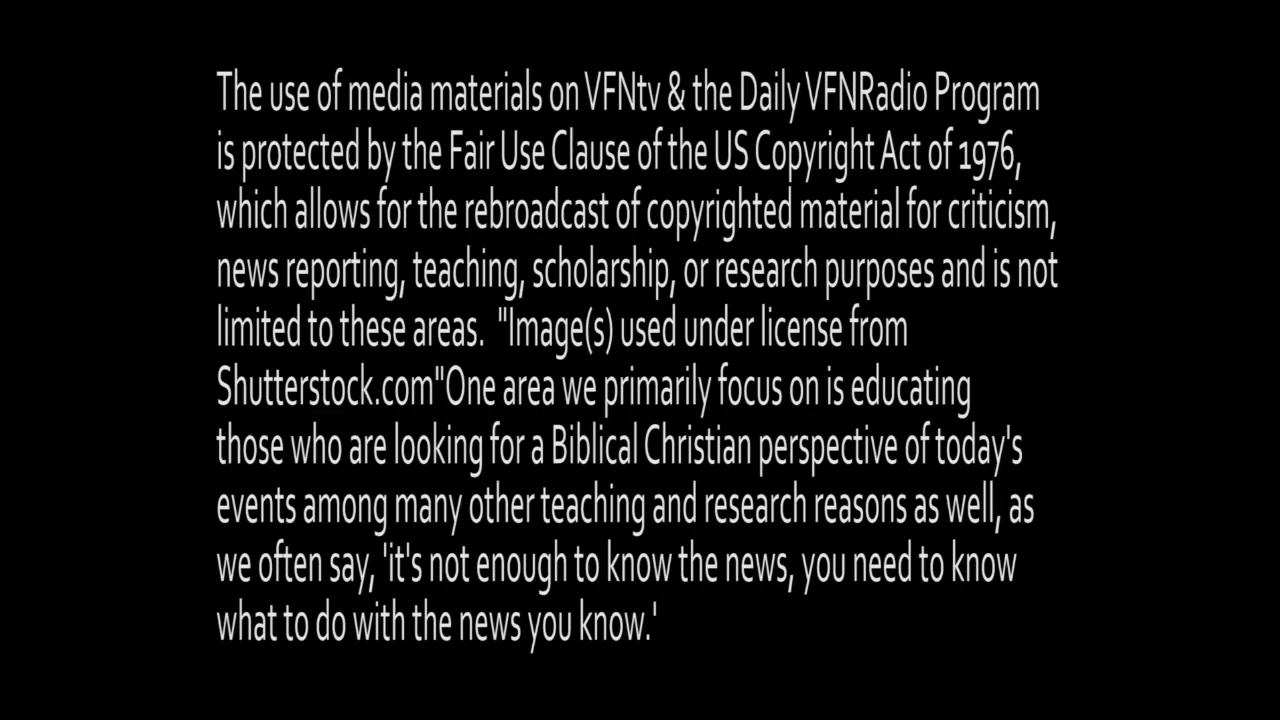 The use of media materials on VFNtv & the Daily VFNRadio Program
is protected by the Fair Use Clause of the US Copyright Act of 1976,
which allows for the rebroadcast of copyrighted material for criticism,
news reporting, teaching, scholarship, or research purposes and is not
limited to these areas. "Image(s) used under license from
Shutterstock.com"One area we primarily focus on is educating
those who are looking for a Biblical Christian perspective of today's
events among many other teaching and research reasons as well, as
we often say, 'it's not enough to know the news, you need to know
what to do with the news you know.'